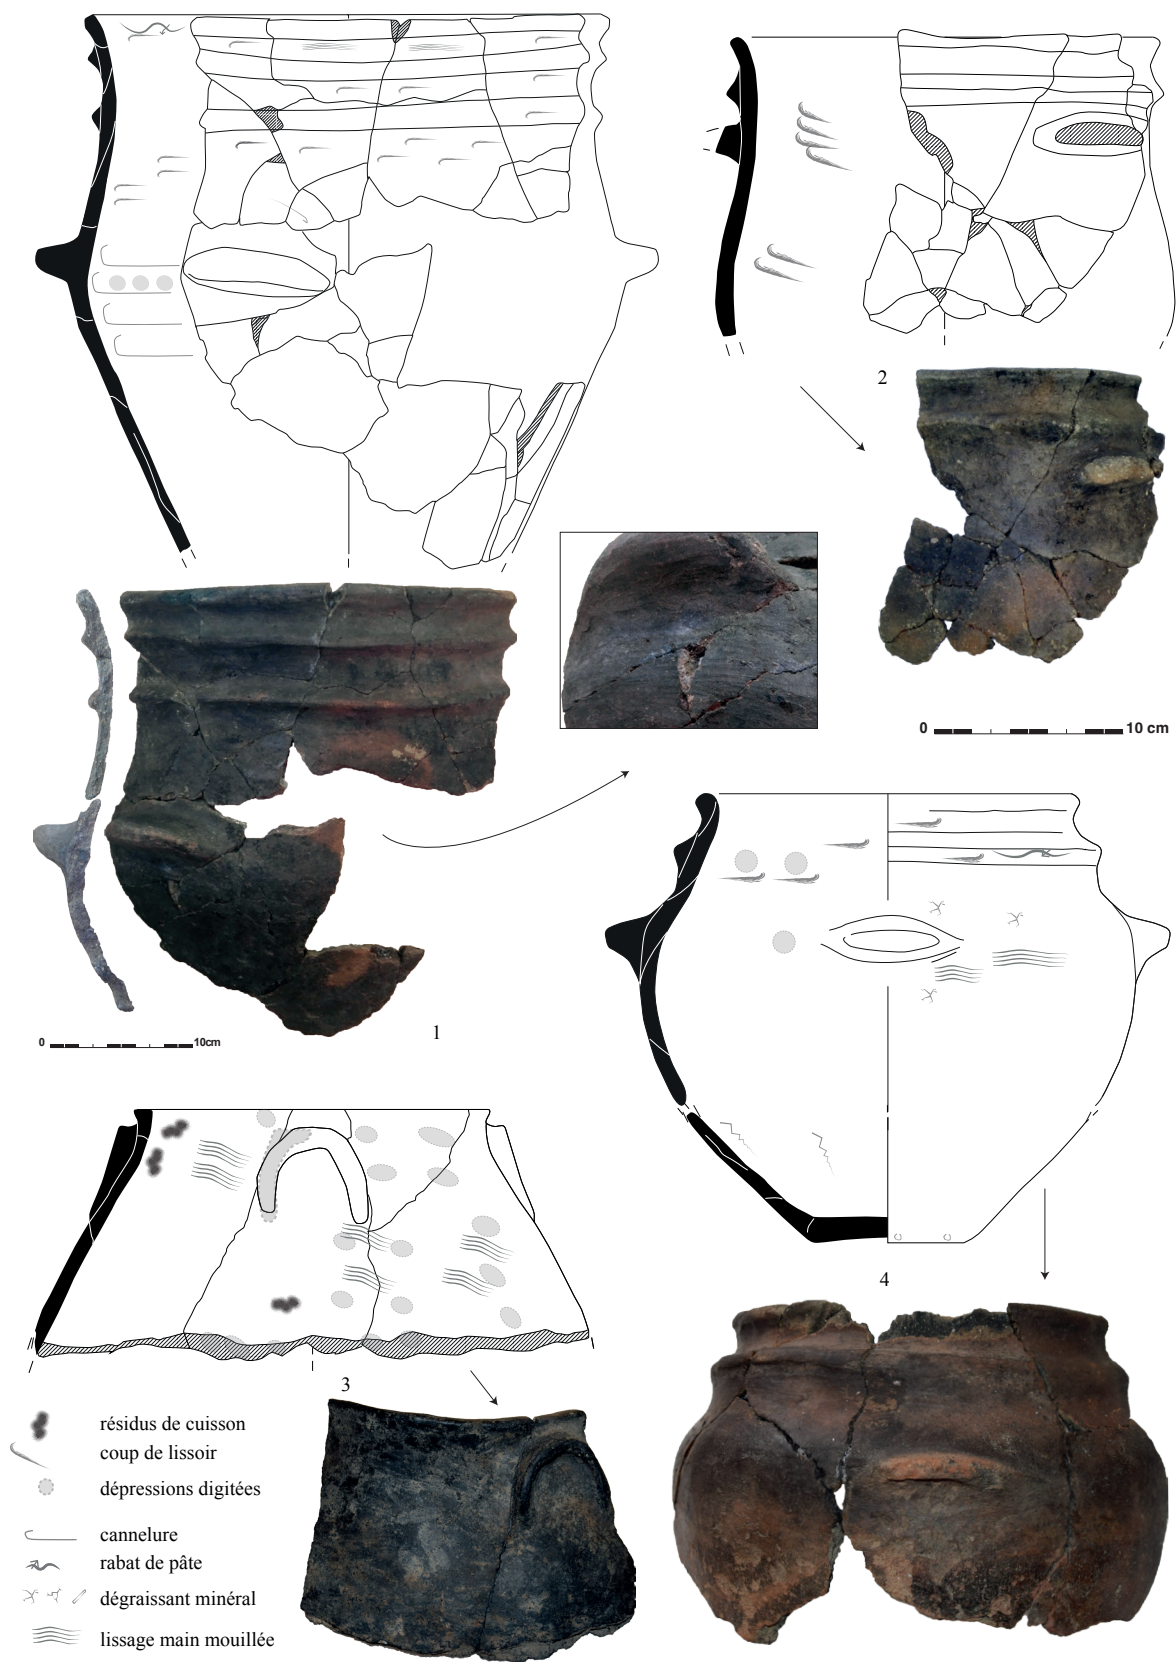 2
0 10 cm
1
0 10cm
4
3
résidus de cuisson
coup de lissoir
dépressions digitées
cannelure
rabat de pâte
dégraissant minéral
lissage main mouillée